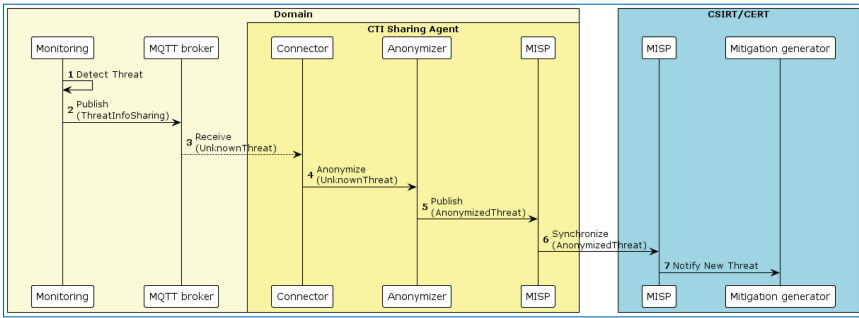 Domain
CSIRT/CERT
CTI Sharing Agent
Monitoring
MQTT broker
Connector
Anonymizer
MISP
MISP
Mitigation generator
1 Detect Threat
2 Publish
(ThreatInfoSharing)
3 Receive
(UnknownThreat)
4 Anonymize
(UnknownThreat)
5 Publish
(AnonymizedThreat)
6 Synchronize
(AnonymizedThreat)
7 Notify New Threat
Monitoring
MQTT broker
Connector
Anonymizer
MISP
MISP
Mitigation generator